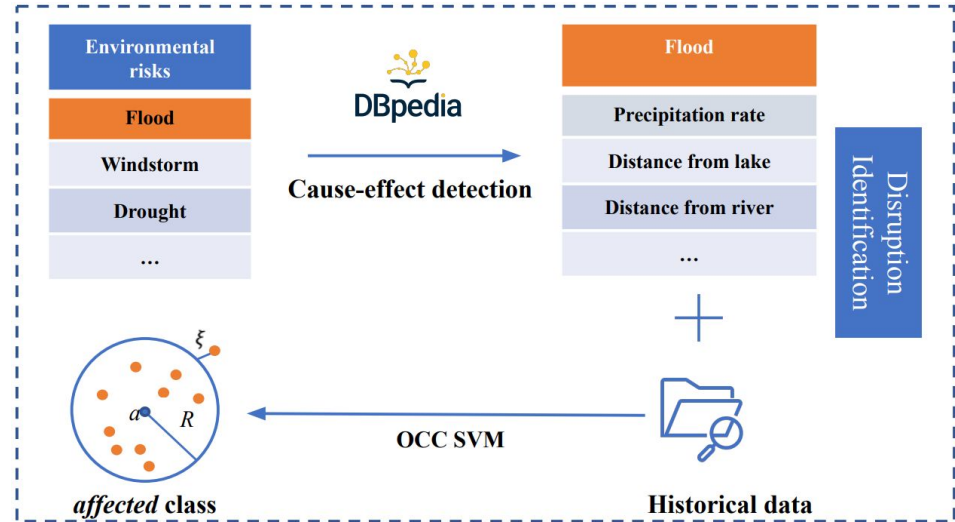 Environmental
risks
Flood
Windstorm
Drought
...
DBpedia
Cause-effect detection
Flood
Precipitation rate
Distance from lake
Distance from river
...
Disruption
Identification
ξ
a
R
affected class
OCC SVM
Historical data